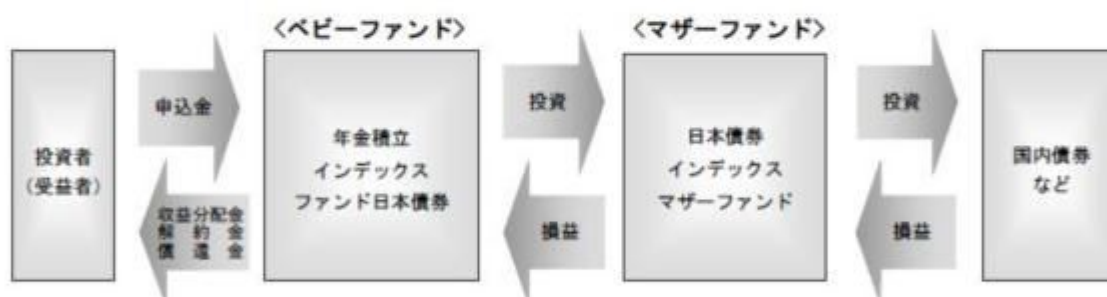 〈ベビーファンド〉
〈マザーファンド〉
投資者
(受益者)
申込金
収益分配金
解約金
償還金
年金積立
インデックス
ファンド日本債券
投資
損益
日本債券
インデックス
マザーファンド
投資
損益
国内債券
など